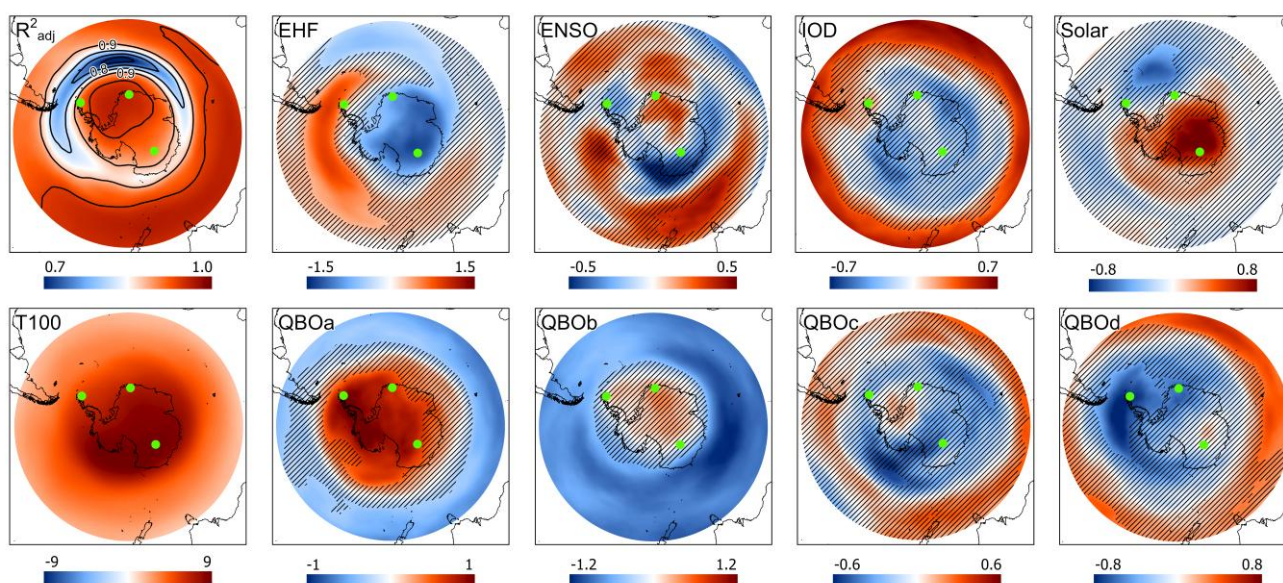 R²adj
EHF
ENSO
IOD
Solar
0.9
0.8
0.9
0.7 1.0
-1.5 1.5
-0.5 0.5
-0.7 0.7
-0.8 0.8
T100
QBOa
QBOb
QBOc
QBOd
-9 9
-1 1
-1.2 1.2
-0.6 0.6
-0.8 0.8